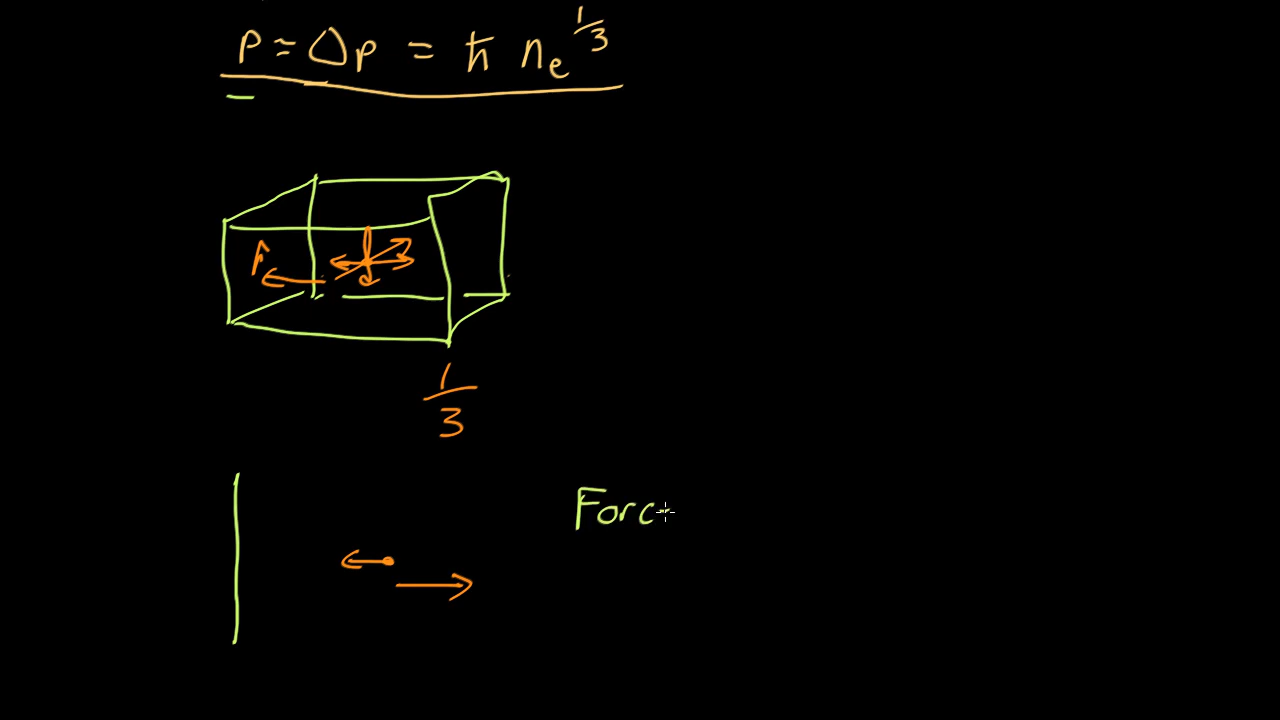 p ≈ Δp = ħ nₑ^1/3
F
1/3
Forc